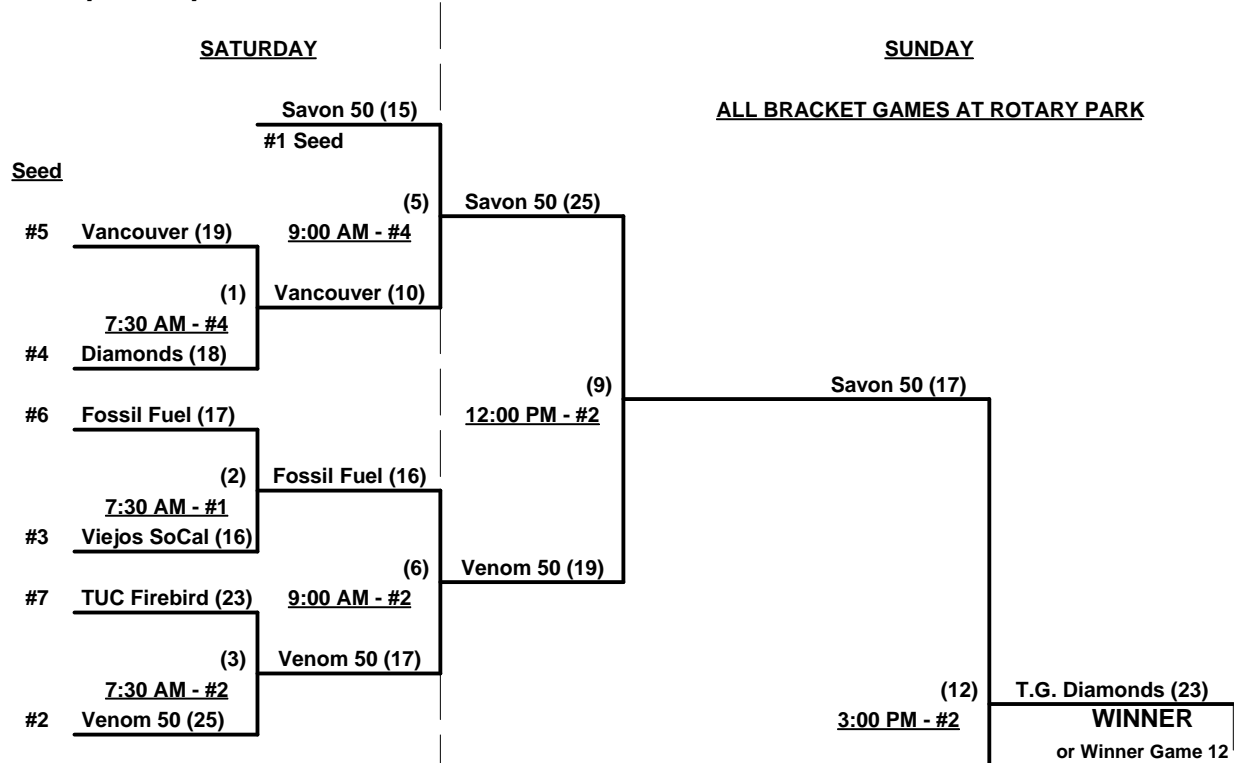 SATURDAY
SUNDAY
Savon 50 (15)
ALL BRACKET GAMES AT ROTARY PARK
#1 Seed
Seed
(5)
Savon 50 (25)
#5 Vancouver (19)
9:00 AM - #4
(1)
Vancouver (10)
7:30 AM - #4
#4 Diamonds (18)
(9)
Savon 50 (17)
#6 Fossil Fuel (17)
12:00 PM - #2
(2)
Fossil Fuel (16)
7:30 AM - #1
#3 Viejos SoCal (16)
(6)
Venom 50 (19)
#7 TUC Firebird (23)
9:00 AM - #2
(3)
Venom 50 (17)
7:30 AM - #2
(12)
T.G. Diamonds (23)
#2 Venom 50 (25)
3:00 PM - #2
WINNER
or Winner Game 12